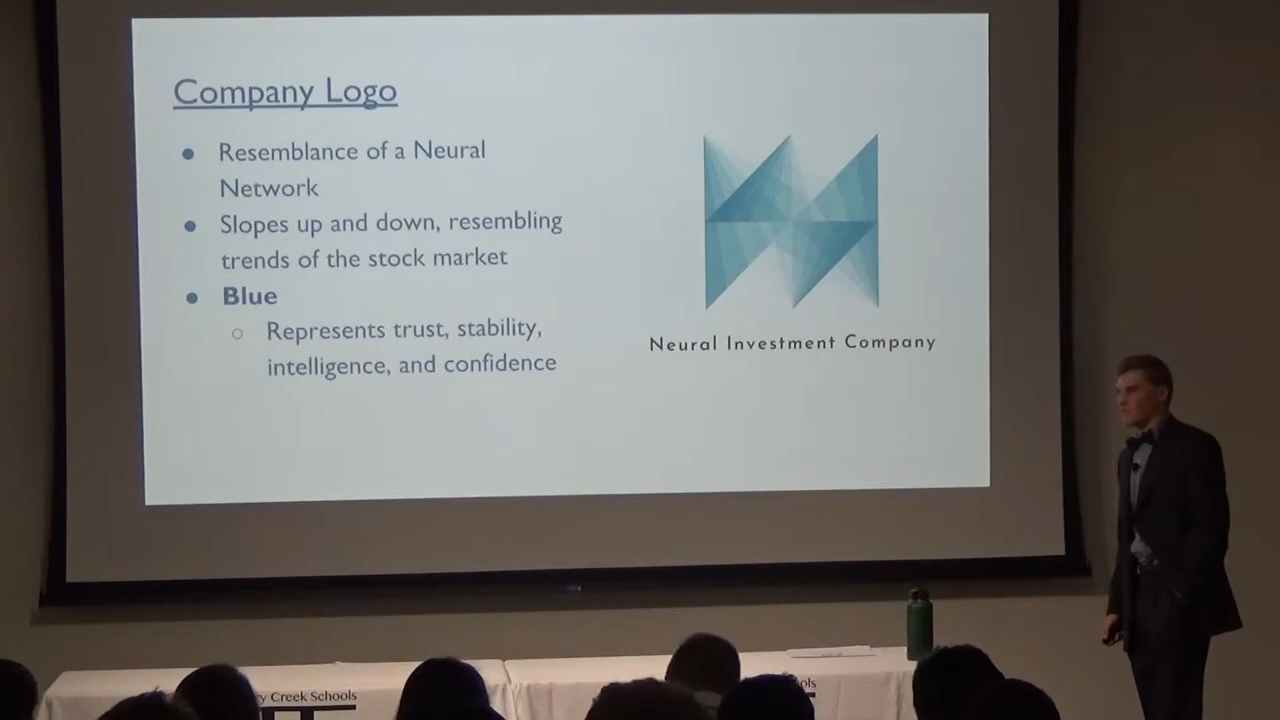 Company Logo
● Resemblance of a Neural
Network
● Slopes up and down, resembling
trends of the stock market
● Blue
○ Represents trust, stability,
intelligence, and confidence
Neural Investment Company
Creek Schools